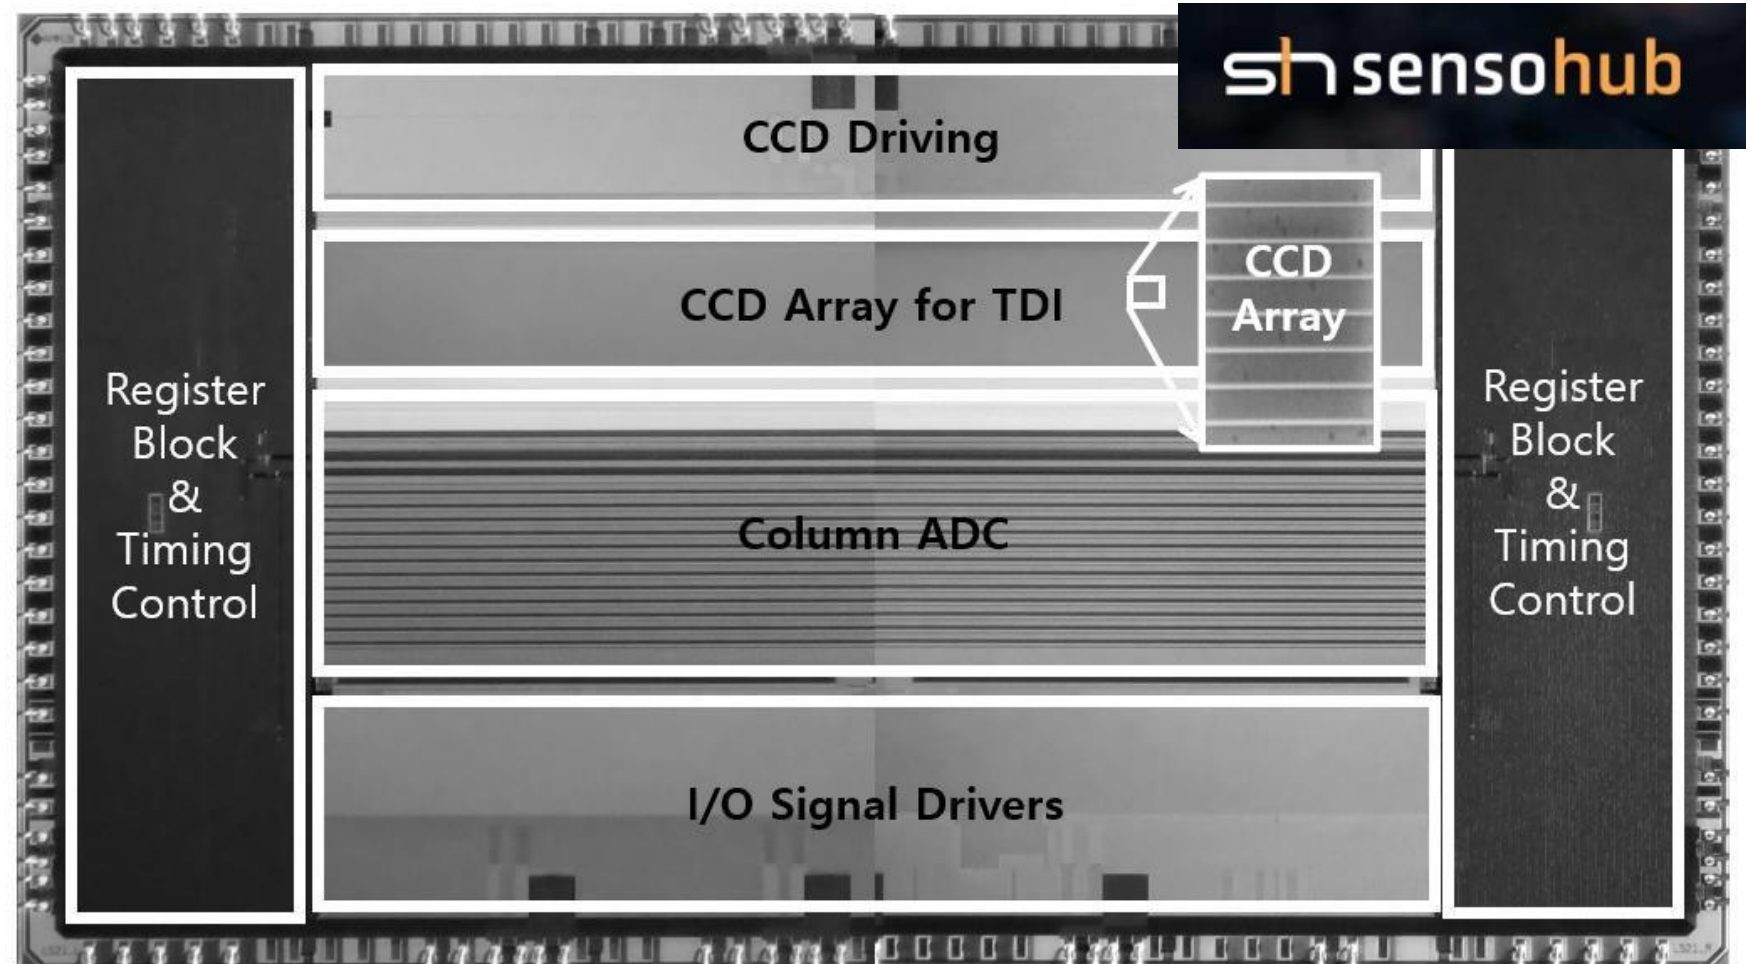 sh sensohub
CCD Driving
CCD Array for TDI
CCD
Array
Register
Block
&
Timing
Control
Column ADC
Register
Block
&
Timing
Control
I/O Signal Drivers